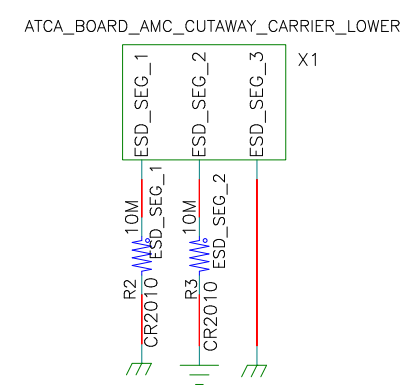 ATCA_BOARD_AMC_CUTAWAY_CARRIER_LOWER
X1
ESD_SEG_1
ESD_SEG_2
ESD_SEG_3
10M
ESD_SEG_1
R2
CR2010
10M
ESD_SEG_2
R3
CR2010